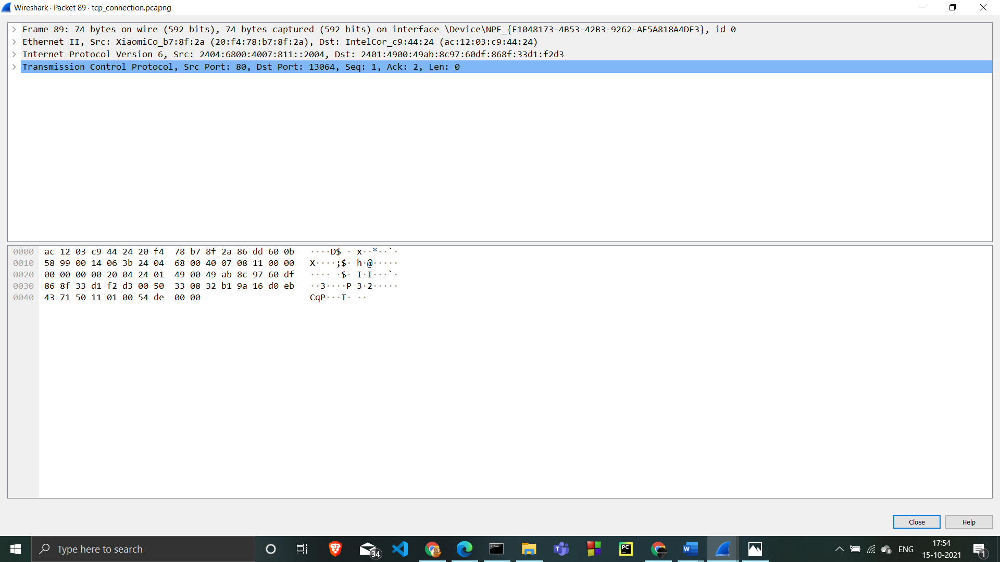 Wireshark · Packet 89 · tcp_connection.pcapng
Frame 89: 74 bytes on wire (592 bits), 74 bytes captured (592 bits) on interface \Device\NPF_{F1048173-4B53-42B3-9262-AF5A818A4DF3}, id 0
Ethernet II, Src: XiaomiCo_b7:8f:2a (20:f4:78:b7:8f:2a), Dst: IntelCor_c9:44:24 (ac:12:03:c9:44:24)
Internet Protocol Version 6, Src: 2404:6800:4007:811::2004, Dst: 2401:4900:49ab:8c97:60df:868f:33d1:f2d3
Transmission Control Protocol, Src Port: 80, Dst Port: 13064, Seq: 1, Ack: 2, Len: 0
0000 ac 12 03 c9 44 24 20 f4 78 b7 8f 2a 86 dd 60 0b ····D$ · x··*··`·
0010 58 99 00 14 06 3b 24 04 68 00 40 07 08 11 00 00 X····;$· h·@·····
0020 00 00 00 00 20 04 24 01 49 00 49 ab 8c 97 60 df ···· ·$· I·I···`·
0030 86 8f 33 d1 f2 d3 00 50 33 08 32 b1 9a 16 d0 eb ··3····P 3·2·····
0040 43 71 50 11 01 00 54 de 00 00 CqP···T· ··
Close Help
Type here to search
34
PC
ENG
17:54
15-10-2021
1